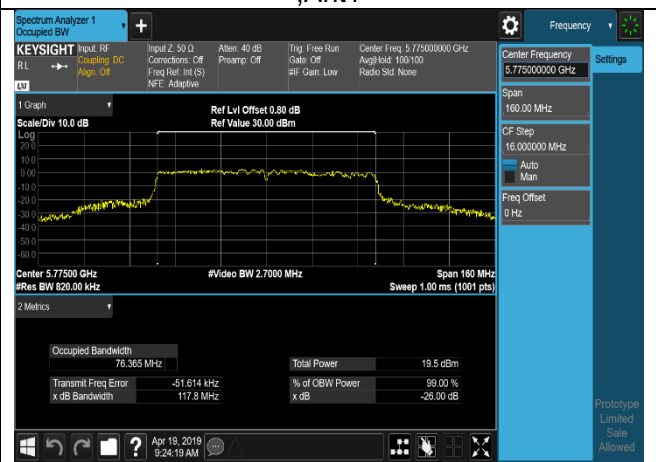 Spectrum Analyzer 1
Occupied BW
Frequency
KEYSIGHT
RL
Input: RF
Coupling: DC
Align: Off
Input Z: 50 Ω
Corrections: Off
Freq Ref: Int (S)
NFE: Adaptive
Atten: 40 dB
Preamp: Off
Trig: Free Run
Gate: Off
#IF Gain: Low
Center Freq: 5.775000000 GHz
Avg|Hold: 100/100
Radio Std: None
Center Frequency
5.775000000 GHz
Settings
Span
160.00 MHz
CF Step
16.000000 MHz
Auto
Man
Freq Offset
0 Hz
1 Graph
Scale/Div 10.0 dB
Ref Lvl Offset 0.80 dB
Ref Value 30.00 dBm
Log
20.0
10.0
0.00
-10.0
-20.0
-30.0
-40.0
-50.0
-60.0
Center 5.77500 GHz
#Res BW 820.00 kHz
#Video BW 2.7000 MHz
Span 160 MHz
Sweep 1.00 ms (1001 pts)
2 Metrics
Occupied Bandwidth
76.365 MHz
Total Power 19.5 dBm
Transmit Freq Error -51.614 kHz
% of OBW Power 99.00 %
x dB Bandwidth 117.8 MHz
x dB -26.00 dB
Prototype
Limited
Sale
Allowed
Apr 19, 2019
9:24:19 AM